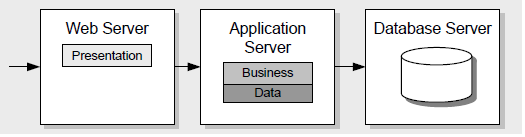 Web Server
Presentation
Application
Server
Business
Data
Database Server